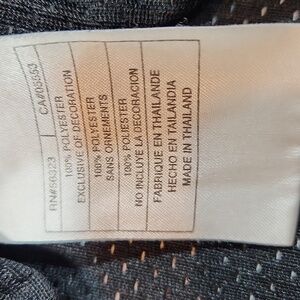 RN#56323 CA#05553
100% POLYESTER
EXCLUSIVE OF DECORATION
100% POLYESTER
SANS ORNEMENTS
100% POLIESTER
NO INCLUYE LA DECORACION
FABRIQUÉ EN THAILANDE
HECHO EN TAILANDIA
MADE IN THAILAND